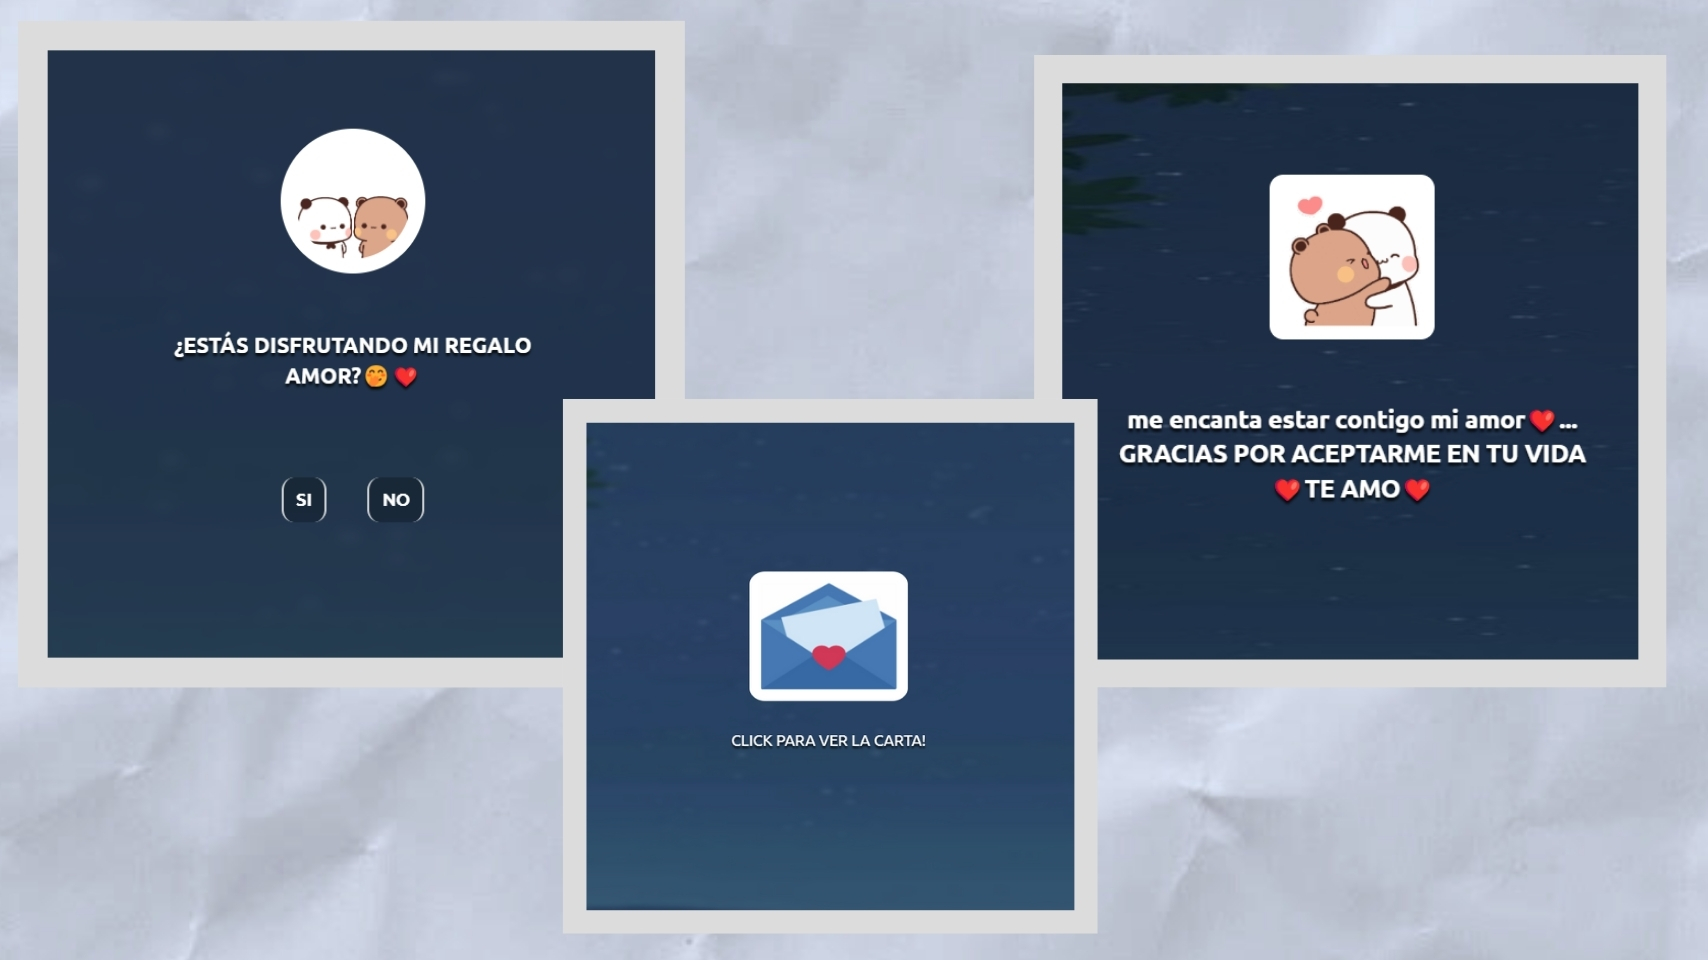 ¿ESTÁS DISFRUTANDO MI REGALO
AMOR?🤭 ❤️
SI
NO
CLICK PARA VER LA CARTA!
me encanta estar contigo mi amor❤️...
GRACIAS POR ACEPTARME EN TU VIDA
❤️TE AMO❤️